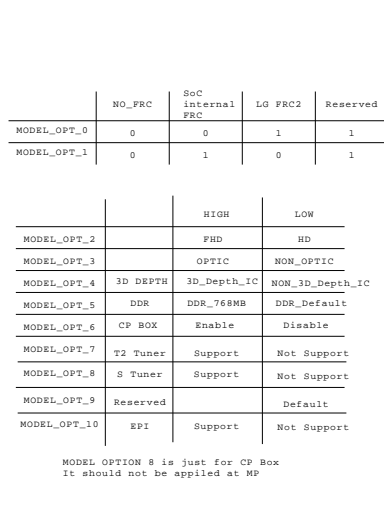 NO_FRC SoC internal FRC LG FRC2 Reserved
MODEL_OPT_0 0 0 1 1
MODEL_OPT_1 0 1 0 1
HIGH LOW
MODEL_OPT_2 FHD HD
MODEL_OPT_3 OPTIC NON_OPTIC
MODEL_OPT_4 3D DEPTH 3D_Depth_IC NON_3D_Depth_IC
MODEL_OPT_5 DDR DDR_768MB DDR_Default
MODEL_OPT_6 CP BOX Enable Disable
MODEL_OPT_7 T2 Tuner Support Not Support
MODEL_OPT_8 S Tuner Support Not Support
MODEL_OPT_9 Reserved Default
MODEL_OPT_10 EPI Support Not Support
MODEL OPTION 8 is just for CP Box
It should not be appiled at MP